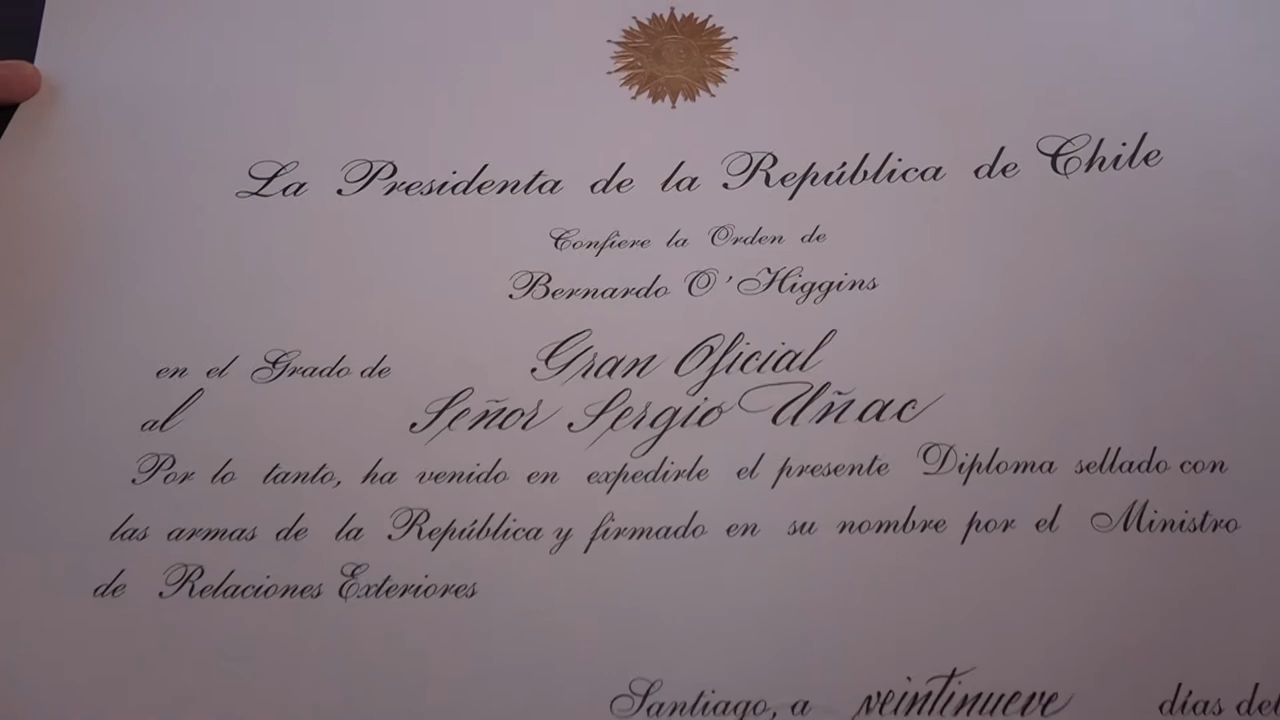 La Presidenta de la República de Chile
Confiere la Orden de
Bernardo O'Higgins
en el Grado de Gran Oficial
al Señor Sergio Uñac
Por lo tanto, ha venido en expedirle el presente Diploma sellado con
las armas de la República y firmado en su nombre por el Ministro
de Relaciones Exteriores
Santiago, a veintinueve días del